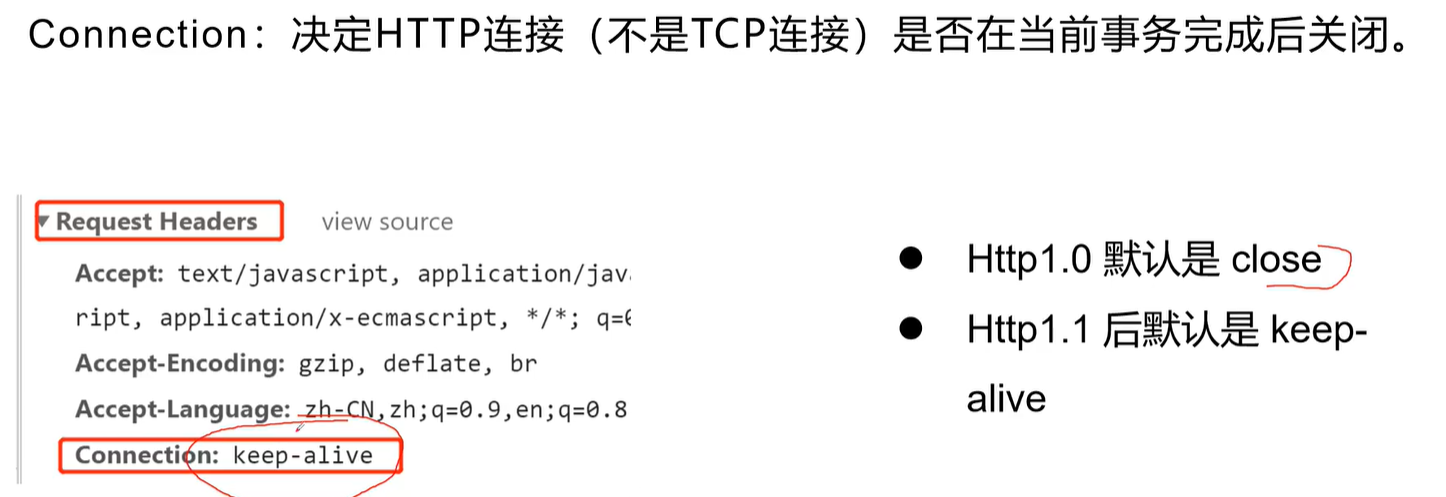 Connection：决定HTTP连接（不是TCP连接）是否在当前事务完成后关闭。
Request Headers view source
Accept: text/javascript, application/jav
ript, application/x-ecmascript, */*; q=
Accept-Encoding: gzip, deflate, br
Accept-Language: zh-CN,zh;q=0.9,en;q=0.8
Connection: keep-alive
● Http1.0 默认是 close
● Http1.1 后默认是 keep-
alive